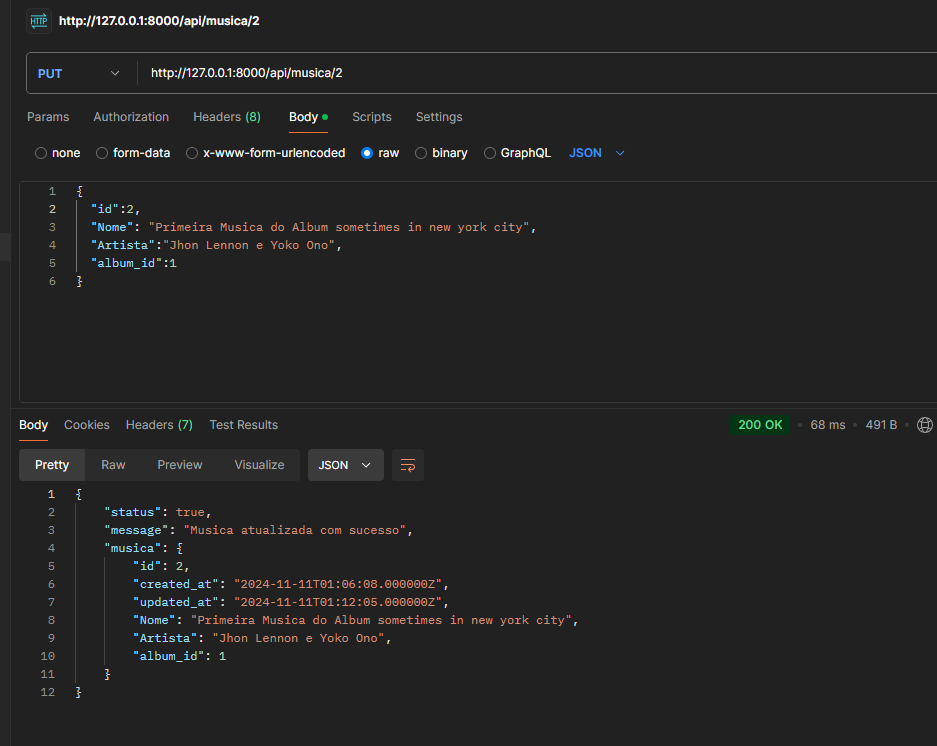 HTTP http://127.0.0.1:8000/api/musica/2
PUT http://127.0.0.1:8000/api/musica/2
Params Authorization Headers (8) Body Scripts Settings
none form-data x-www-form-urlencoded raw binary GraphQL JSON
1 {
2 "id":2,
3 "Nome": "Primeira Musica do Album sometimes in new york city",
4 "Artista":"Jhon Lennon e Yoko Ono",
5 "album_id":1
6 }
Body Cookies Headers (7) Test Results 200 OK 68 ms 491 B
Pretty Raw Preview Visualize JSON
1 {
2 "status": true,
3 "message": "Musica atualizada com sucesso",
4 "musica": {
5 "id": 2,
6 "created_at": "2024-11-11T01:06:08.000000Z",
7 "updated_at": "2024-11-11T01:12:05.000000Z",
8 "Nome": "Primeira Musica do Album sometimes in new york city",
9 "Artista": "Jhon Lennon e Yoko Ono",
10 "album_id": 1
11 }
12 }